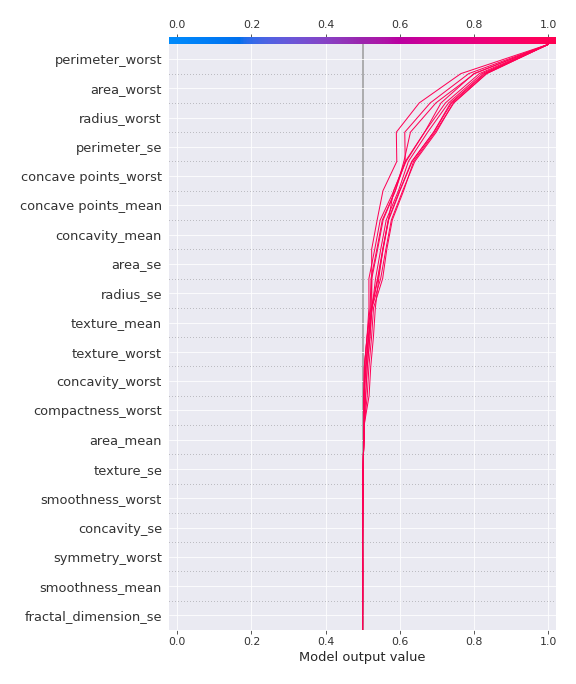 0.0 0.2 0.4 0.6 0.8 1.0
perimeter_worst
area_worst
radius_worst
perimeter_se
concave points_worst
concave points_mean
concavity_mean
area_se
radius_se
texture_mean
texture_worst
concavity_worst
compactness_worst
area_mean
texture_se
smoothness_worst
concavity_se
symmetry_worst
smoothness_mean
fractal_dimension_se
0.0 0.2 0.4 0.6 0.8 1.0
Model output value